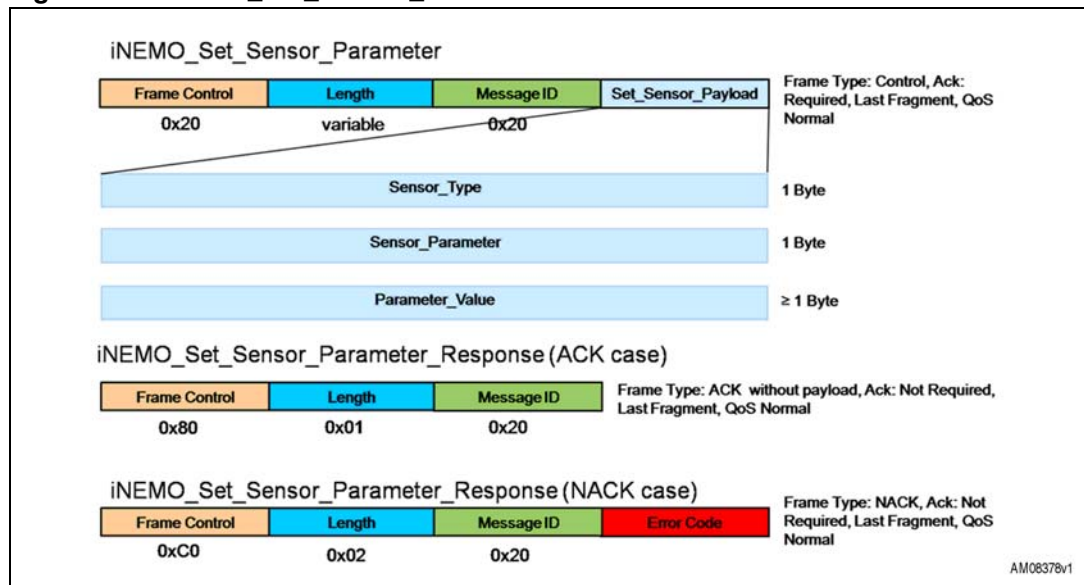 iNEMO_Set_Sensor_Parameter
Frame Control Length Message ID Set_Sensor_Payload
0x20 variable 0x20
Frame Type: Control, Ack:
Required, Last Fragment, QoS
Normal
Sensor_Type 1 Byte
Sensor_Parameter 1 Byte
Parameter_Value ≥ 1 Byte
iNEMO_Set_Sensor_Parameter_Response (ACK case)
Frame Control Length Message ID
0x80 0x01 0x20
Frame Type: ACK without payload, Ack: Not Required,
Last Fragment, QoS Normal
iNEMO_Set_Sensor_Parameter_Response (NACK case)
Frame Control Length Message ID Error Code
0xC0 0x02 0x20
Frame Type: NACK, Ack: Not
Required, Last Fragment, QoS
Normal
AM08378v1